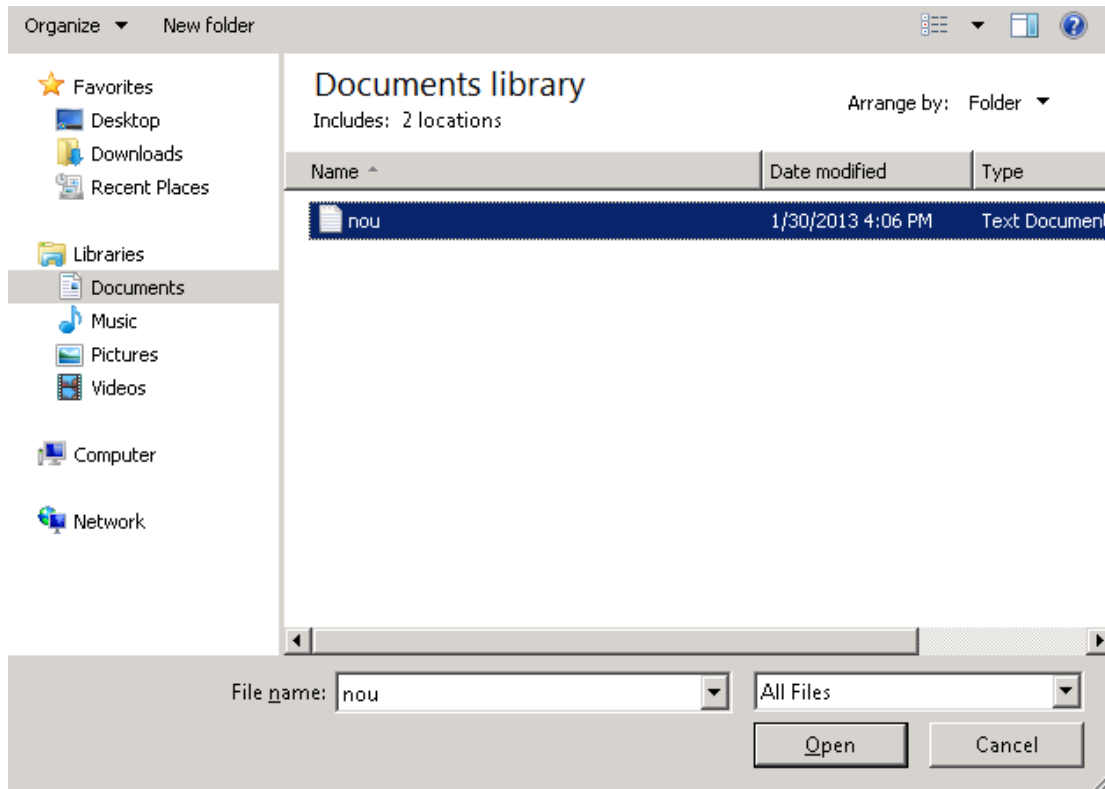 Organize New folder
Favorites
Desktop
Downloads
Recent Places
Libraries
Documents
Music
Pictures
Videos
Computer
Network
Documents library
Includes: 2 locations
Arrange by: Folder
Name Date modified Type
nou 1/30/2013 4:06 PM Text Document
File name: nou All Files
Open Cancel